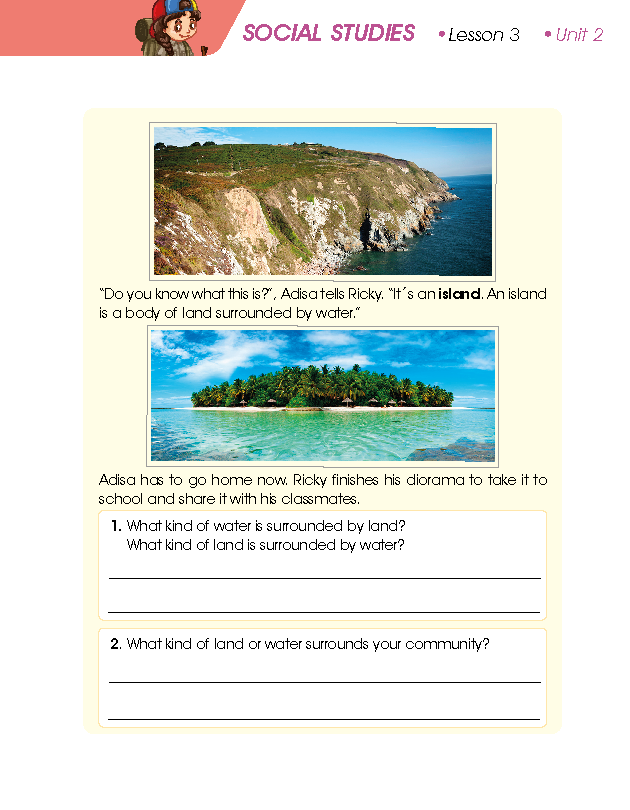 SOCIAL STUDIES • Lesson 3 • Unit 2
“Do you know what this is?”, Adisa tells Ricky. “It´s an island. An island
is a body of land surrounded by water.”
Adisa has to go home now. Ricky finishes his diorama to take it to
school and share it with his classmates.
1. What kind of water is surrounded by land?
What kind of land is surrounded by water?
2. What kind of land or water surrounds your community?